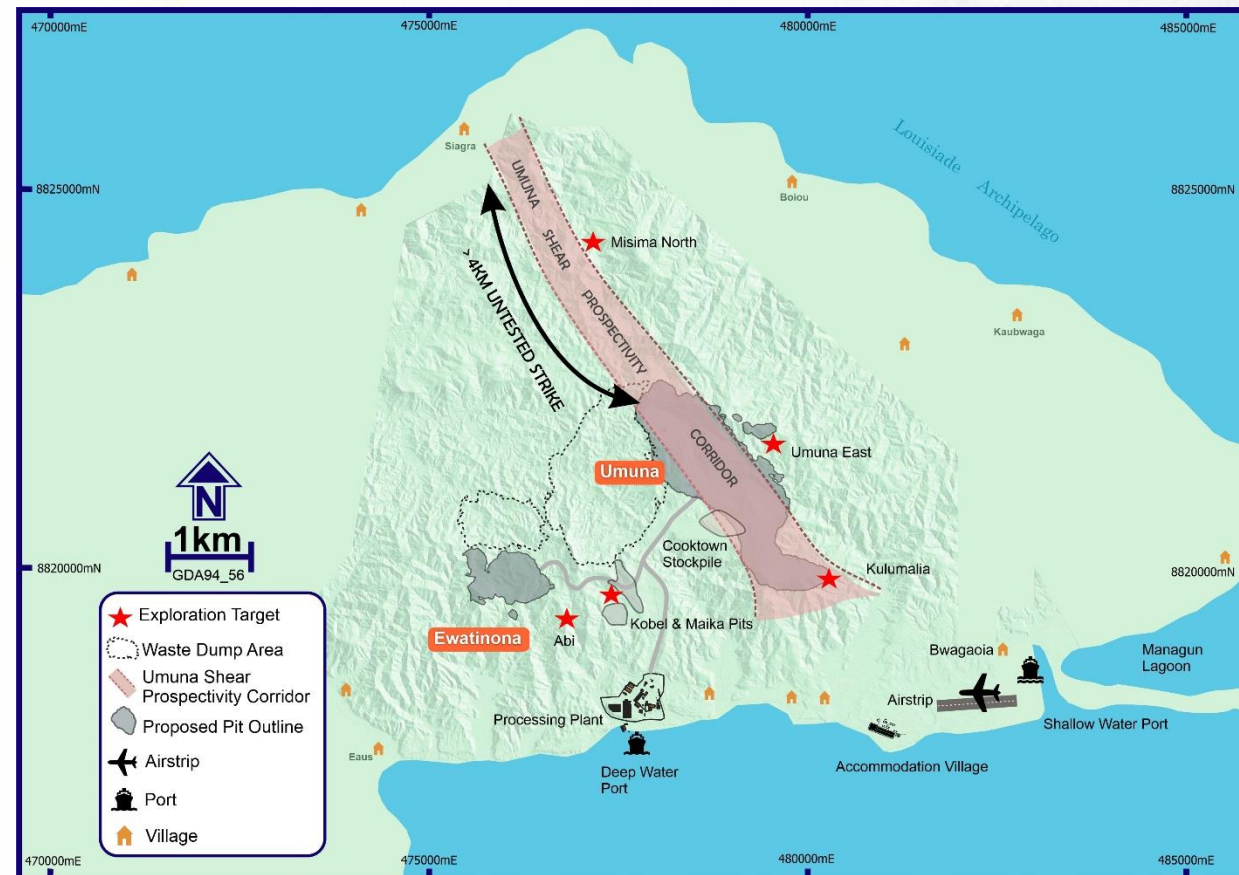 470000mE
475000mE
480000mE
485000mE
Louisiade Archipelago
Siagra
8825000mN
8825000mN
Boiou
UMUNA SHEAR PROSPECTIVITY CORRIDOR
Misima North
> 4KM UNTESTED STRIKE
Kaubwaga
Umuna East
Umuna
N
1km
GDA94_56
Cooktown
Stockpile
8820000mN
8820000mN
Kulumalia
Kobel & Maika Pits
Ewatinona
Abi
Bwagaoia
Managun
Lagoon
Airstrip
Processing Plant
Shallow Water Port
Eaus
Deep Water
Port
Accommodation Village
Exploration Target
Waste Dump Area
Umuna Shear
Prospectivity Corridor
Proposed Pit Outline
Airstrip
Port
Village
470000mE
475000mE
480000mE
485000mE